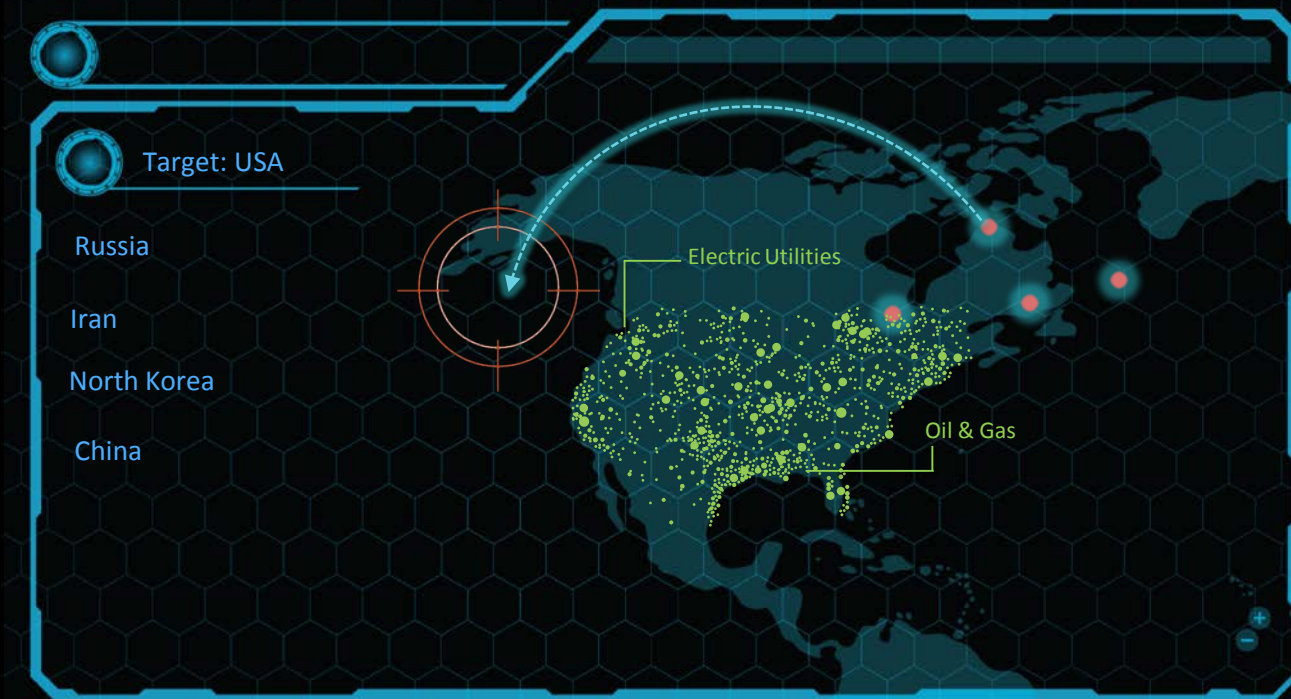 Target: USA
Russia
Iran
North Korea
China
Electric Utilities
Oil & Gas